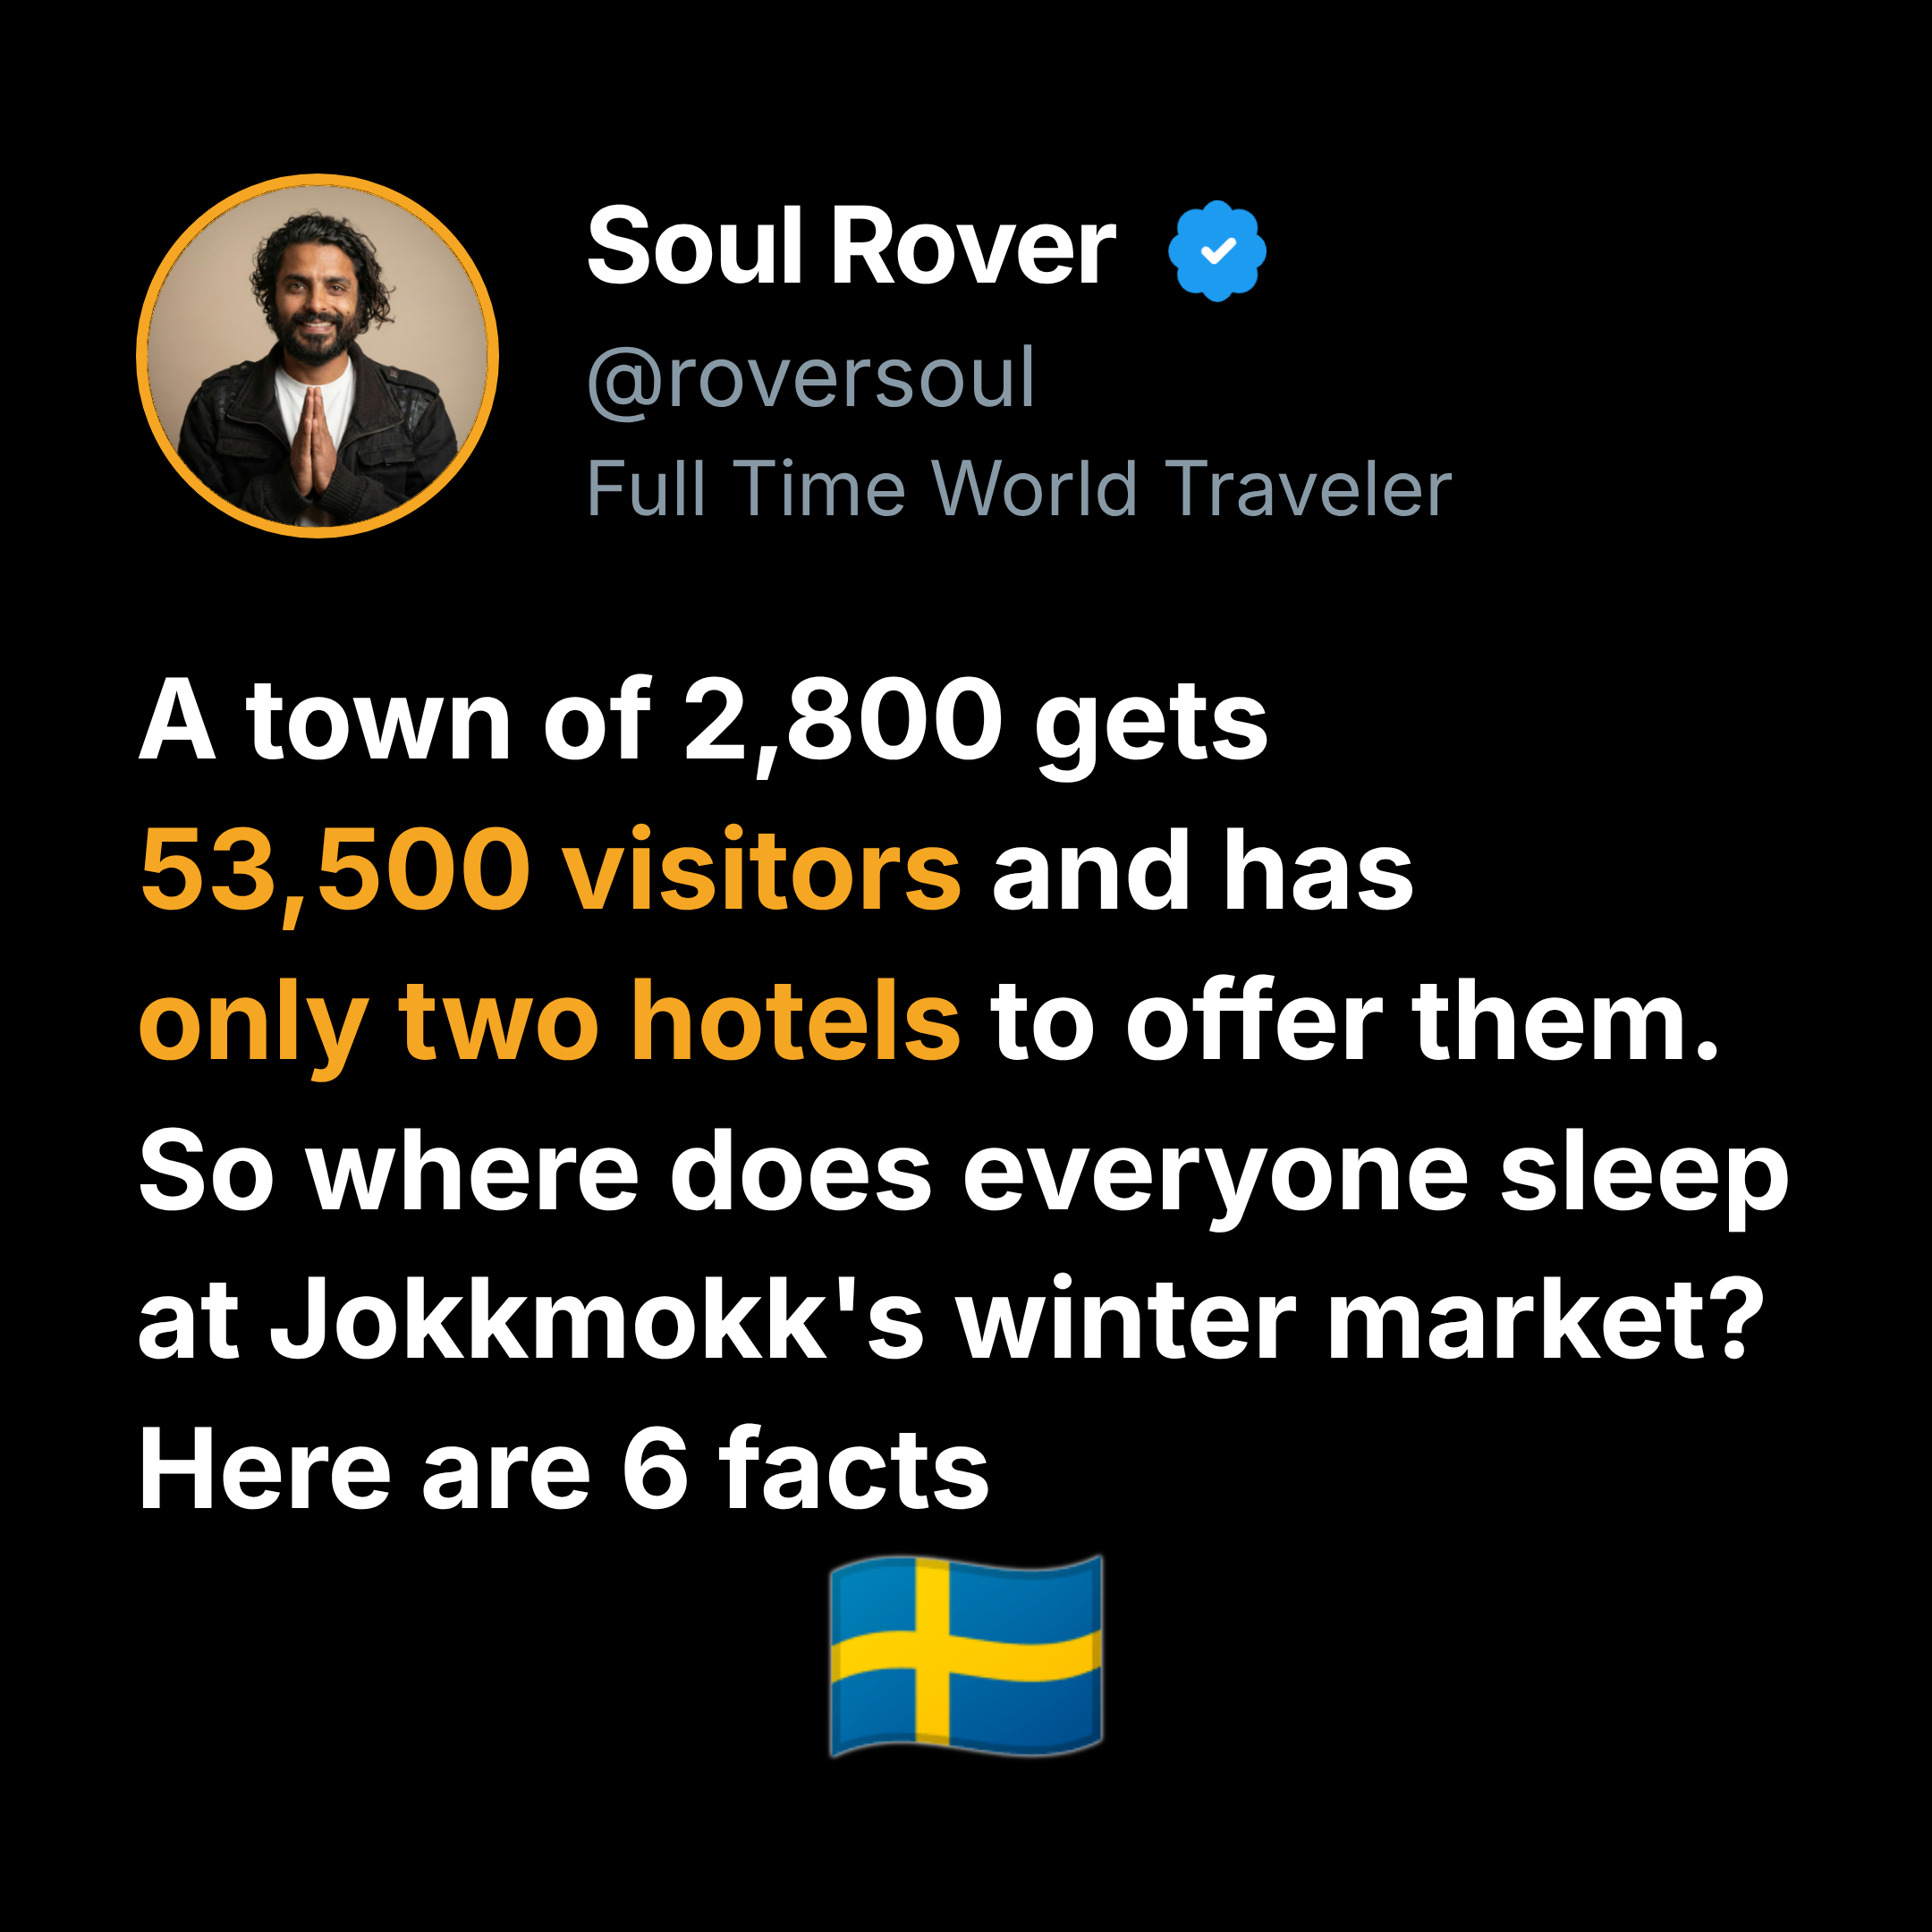 Soul Rover
@roversoul
Full Time World Traveler
A town of 2,800 gets
53,500 visitors and has
only two hotels to offer them.
So where does everyone sleep
at Jokkmokk's winter market?
Here are 6 facts